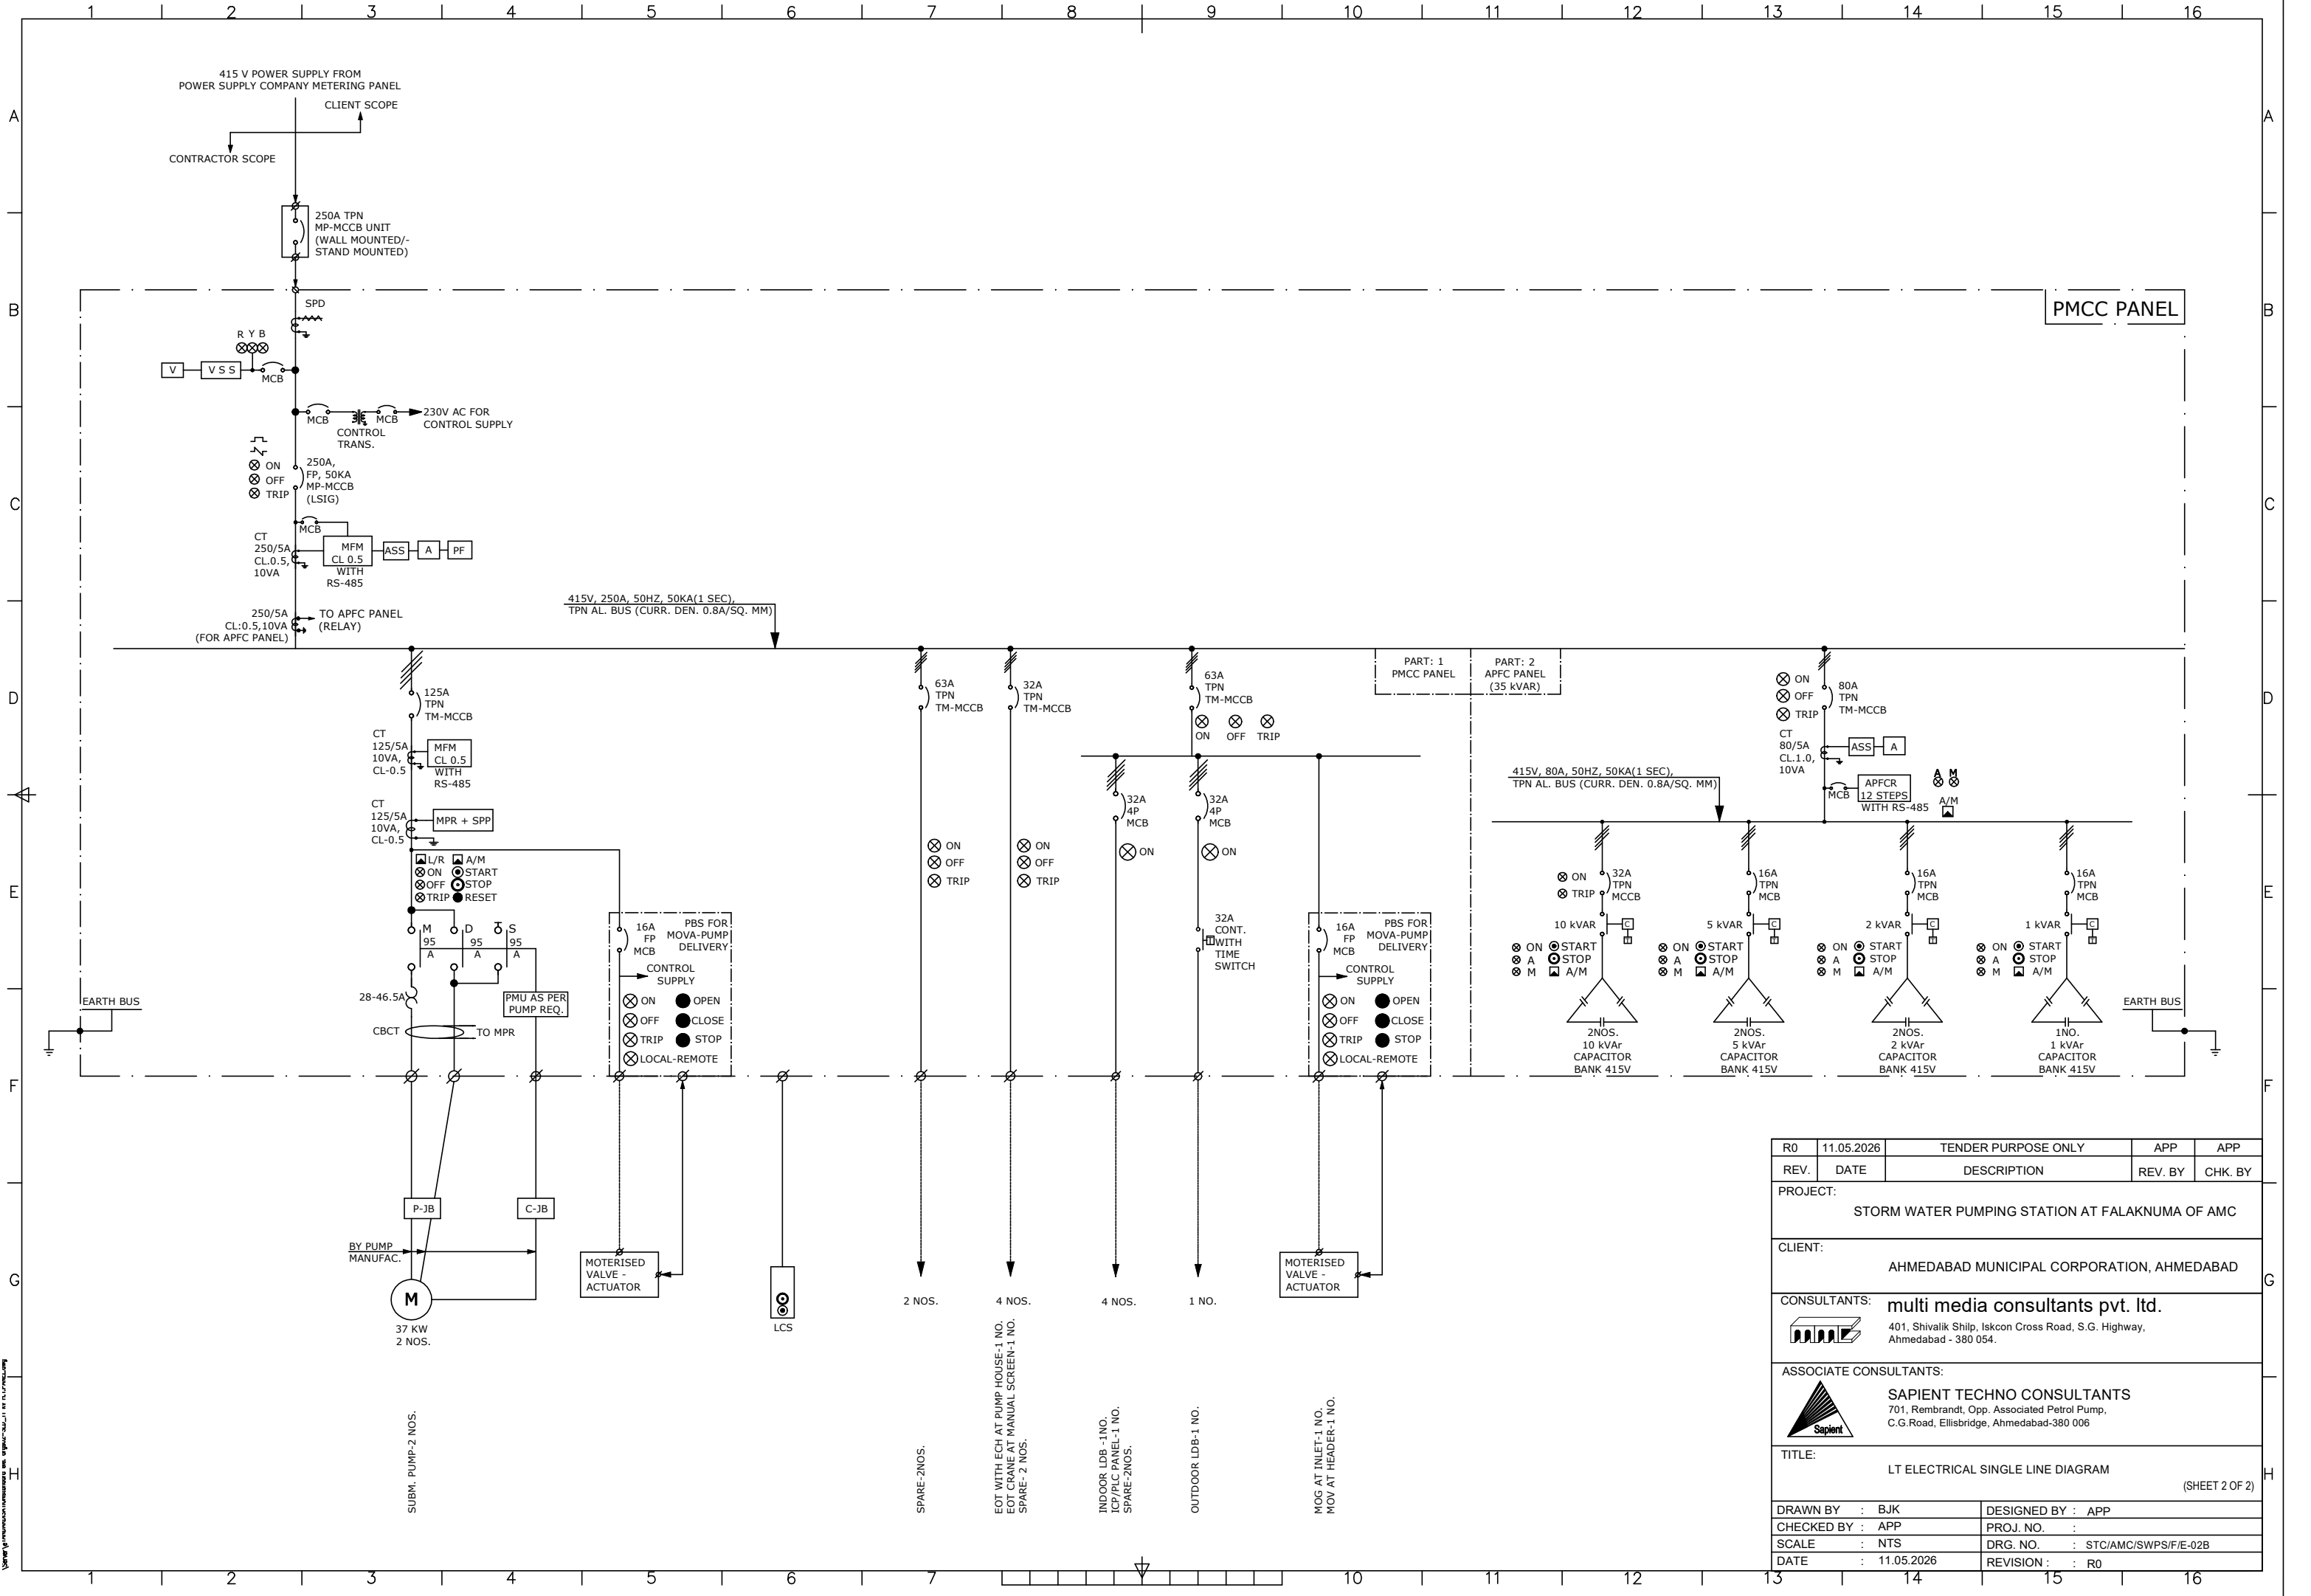 1 2 3 4 5 6 7 8 9 10 11 12 13 14 15 16
A A
B B
C C
D D
E E
F F
G G
H H
415 V POWER SUPPLY FROM
POWER SUPPLY COMPANY METERING PANEL
CLIENT SCOPE
CONTRACTOR SCOPE
250A TPN
MP-MCCB UNIT
(WALL MOUNTED/-
STAND MOUNTED)
PMCC PANEL
SPD
R Y B
V
V S S
MCB
MCB
CONTROL
TRANS.
MCB
230V AC FOR
CONTROL SUPPLY
ON
OFF
TRIP
250A,
FP, 50KA
MP-MCCB
(LSIG)
MCB
CT
250/5A
CL.0.5,
10VA
MFM
CL 0.5
WITH
RS-485
ASS
A
PF
250/5A
CL:0.5,10VA
(FOR APFC PANEL)
TO APFC PANEL
(RELAY)
415V, 250A, 50HZ, 50KA(1 SEC),
TPN AL. BUS (CURR. DEN. 0.8A/SQ. MM)
125A
TPN
TM-MCCB
CT
125/5A
10VA,
CL-0.5
MFM
CL 0.5
WITH
RS-485
CT
125/5A
10VA,
CL-0.5
MPR + SPP
L/R A/M
ON START
OFF STOP
TRIP RESET
M
95
A
D
95
A
S
95
A
28-46.5A
CBCT
TO MPR
PMU AS PER
PUMP REQ.
EARTH BUS
P-JB
C-JB
BY PUMP
MANUFAC.
M
37 KW
2 NOS.
SUBM. PUMP-2 NOS.
16A
FP
MCB
PBS FOR
MOVA-PUMP
DELIVERY
CONTROL
SUPPLY
ON OPEN
OFF CLOSE
TRIP STOP
LOCAL-REMOTE
MOTERISED
VALVE -
ACTUATOR
LCS
63A
TPN
TM-MCCB
ON
OFF
TRIP
2 NOS.
SPARE-2NOS.
32A
TPN
TM-MCCB
ON
OFF
TRIP
4 NOS.
EOT WITH ECH AT PUMP HOUSE-1 NO.
EOT CRANE AT MANUAL SCREEN-1 NO.
SPARE- 2 NOS.
63A
TPN
TM-MCCB
ON OFF TRIP
32A
4P
MCB
ON
4 NOS.
INDOOR LDB -1NO.
ICP/PLC PANEL-1 NO.
SPARE-2NOS.
32A
4P
MCB
ON
32A
CONT.
WITH
TIME
SWITCH
1 NO.
OUTDOOR LDB-1 NO.
16A
FP
MCB
PBS FOR
MOVA-PUMP
DELIVERY
CONTROL
SUPPLY
ON OPEN
OFF CLOSE
TRIP STOP
LOCAL-REMOTE
MOTERISED
VALVE -
ACTUATOR
MOG AT INLET-1 NO.
MOV AT HEADER-1 NO.
PART: 1
PMCC PANEL
PART: 2
APFC PANEL
(35 kVAR)
ON
OFF
TRIP
80A
TPN
TM-MCCB
CT
80/5A
CL.1.0,
10VA
ASS
A
MCB
APFCR
12 STEPS
WITH RS-485
A M
A/M
415V, 80A, 50HZ, 50KA(1 SEC),
TPN AL. BUS (CURR. DEN. 0.8A/SQ. MM)
ON
TRIP
32A
TPN
MCCB
10 kVAR
C
ON START
A STOP
M A/M
2NOS.
10 kVAr
CAPACITOR
BANK 415V
16A
TPN
MCB
5 kVAR
C
ON START
A STOP
M A/M
2NOS.
5 kVAr
CAPACITOR
BANK 415V
16A
TPN
MCB
2 kVAR
C
ON START
A STOP
M A/M
2NOS.
2 kVAr
CAPACITOR
BANK 415V
16A
TPN
MCB
1 kVAR
C
ON START
A STOP
M A/M
1NO.
1 kVAr
CAPACITOR
BANK 415V
EARTH BUS
R0 11.05.2026 TENDER PURPOSE ONLY APP APP
REV. DATE DESCRIPTION REV. BY CHK. BY
PROJECT:
STORM WATER PUMPING STATION AT FALAKNUMA OF AMC
CLIENT:
AHMEDABAD MUNICIPAL CORPORATION, AHMEDABAD
CONSULTANTS: multi media consultants pvt. ltd.
401, Shivalik Shilp, Iskcon Cross Road, S.G. Highway,
Ahmedabad - 380 054.
ASSOCIATE CONSULTANTS:
SAPIENT TECHNO CONSULTANTS
701, Rembrandt, Opp. Associated Petrol Pump,
C.G.Road, Ellisbridge, Ahmedabad-380 006
Sapient
TITLE:
LT ELECTRICAL SINGLE LINE DIAGRAM
(SHEET 2 OF 2)
DRAWN BY : BJK DESIGNED BY : APP
CHECKED BY : APP PROJ. NO. :
SCALE : NTS DRG. NO. : STC/AMC/SWPS/F/E-02B
DATE : 11.05.2026 REVISION : : R0
1 2 3 4 5 6 7 8 9 10 11 12 13 14 15 16